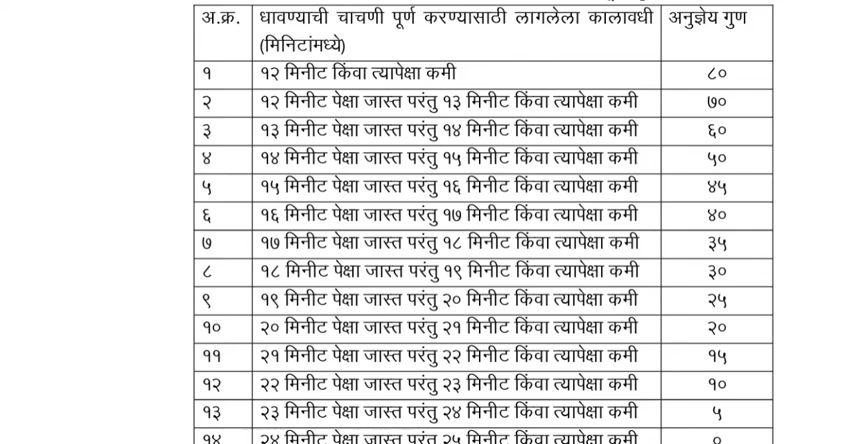 अ.क्र. धावण्याची चाचणी पूर्ण करण्यासाठी लागलेला कालावधी अनुज्ञेय गुण
(मिनिटांमध्ये)
१ १२ मिनीट किंवा त्यापेक्षा कमी ८०
२ १२ मिनीट पेक्षा जास्त परंतु १३ मिनीट किंवा त्यापेक्षा कमी ७०
३ १३ मिनीट पेक्षा जास्त परंतु १४ मिनीट किंवा त्यापेक्षा कमी ६०
४ १४ मिनीट पेक्षा जास्त परंतु १५ मिनीट किंवा त्यापेक्षा कमी ५०
५ १५ मिनीट पेक्षा जास्त परंतु १६ मिनीट किंवा त्यापेक्षा कमी ४५
६ १६ मिनीट पेक्षा जास्त परंतु १७ मिनीट किंवा त्यापेक्षा कमी ४०
७ १७ मिनीट पेक्षा जास्त परंतु १८ मिनीट किंवा त्यापेक्षा कमी ३५
८ १८ मिनीट पेक्षा जास्त परंतु १९ मिनीट किंवा त्यापेक्षा कमी ३०
९ १९ मिनीट पेक्षा जास्त परंतु २० मिनीट किंवा त्यापेक्षा कमी २५
१० २० मिनीट पेक्षा जास्त परंतु २१ मिनीट किंवा त्यापेक्षा कमी २०
११ २१ मिनीट पेक्षा जास्त परंतु २२ मिनीट किंवा त्यापेक्षा कमी १५
१२ २२ मिनीट पेक्षा जास्त परंतु २३ मिनीट किंवा त्यापेक्षा कमी १०
१३ २३ मिनीट पेक्षा जास्त परंतु २४ मिनीट किंवा त्यापेक्षा कमी ५
१४ २४ मिनीट पेक्षा जास्त परंतु २५ मिनीट किंवा त्यापेक्षा कमी ०